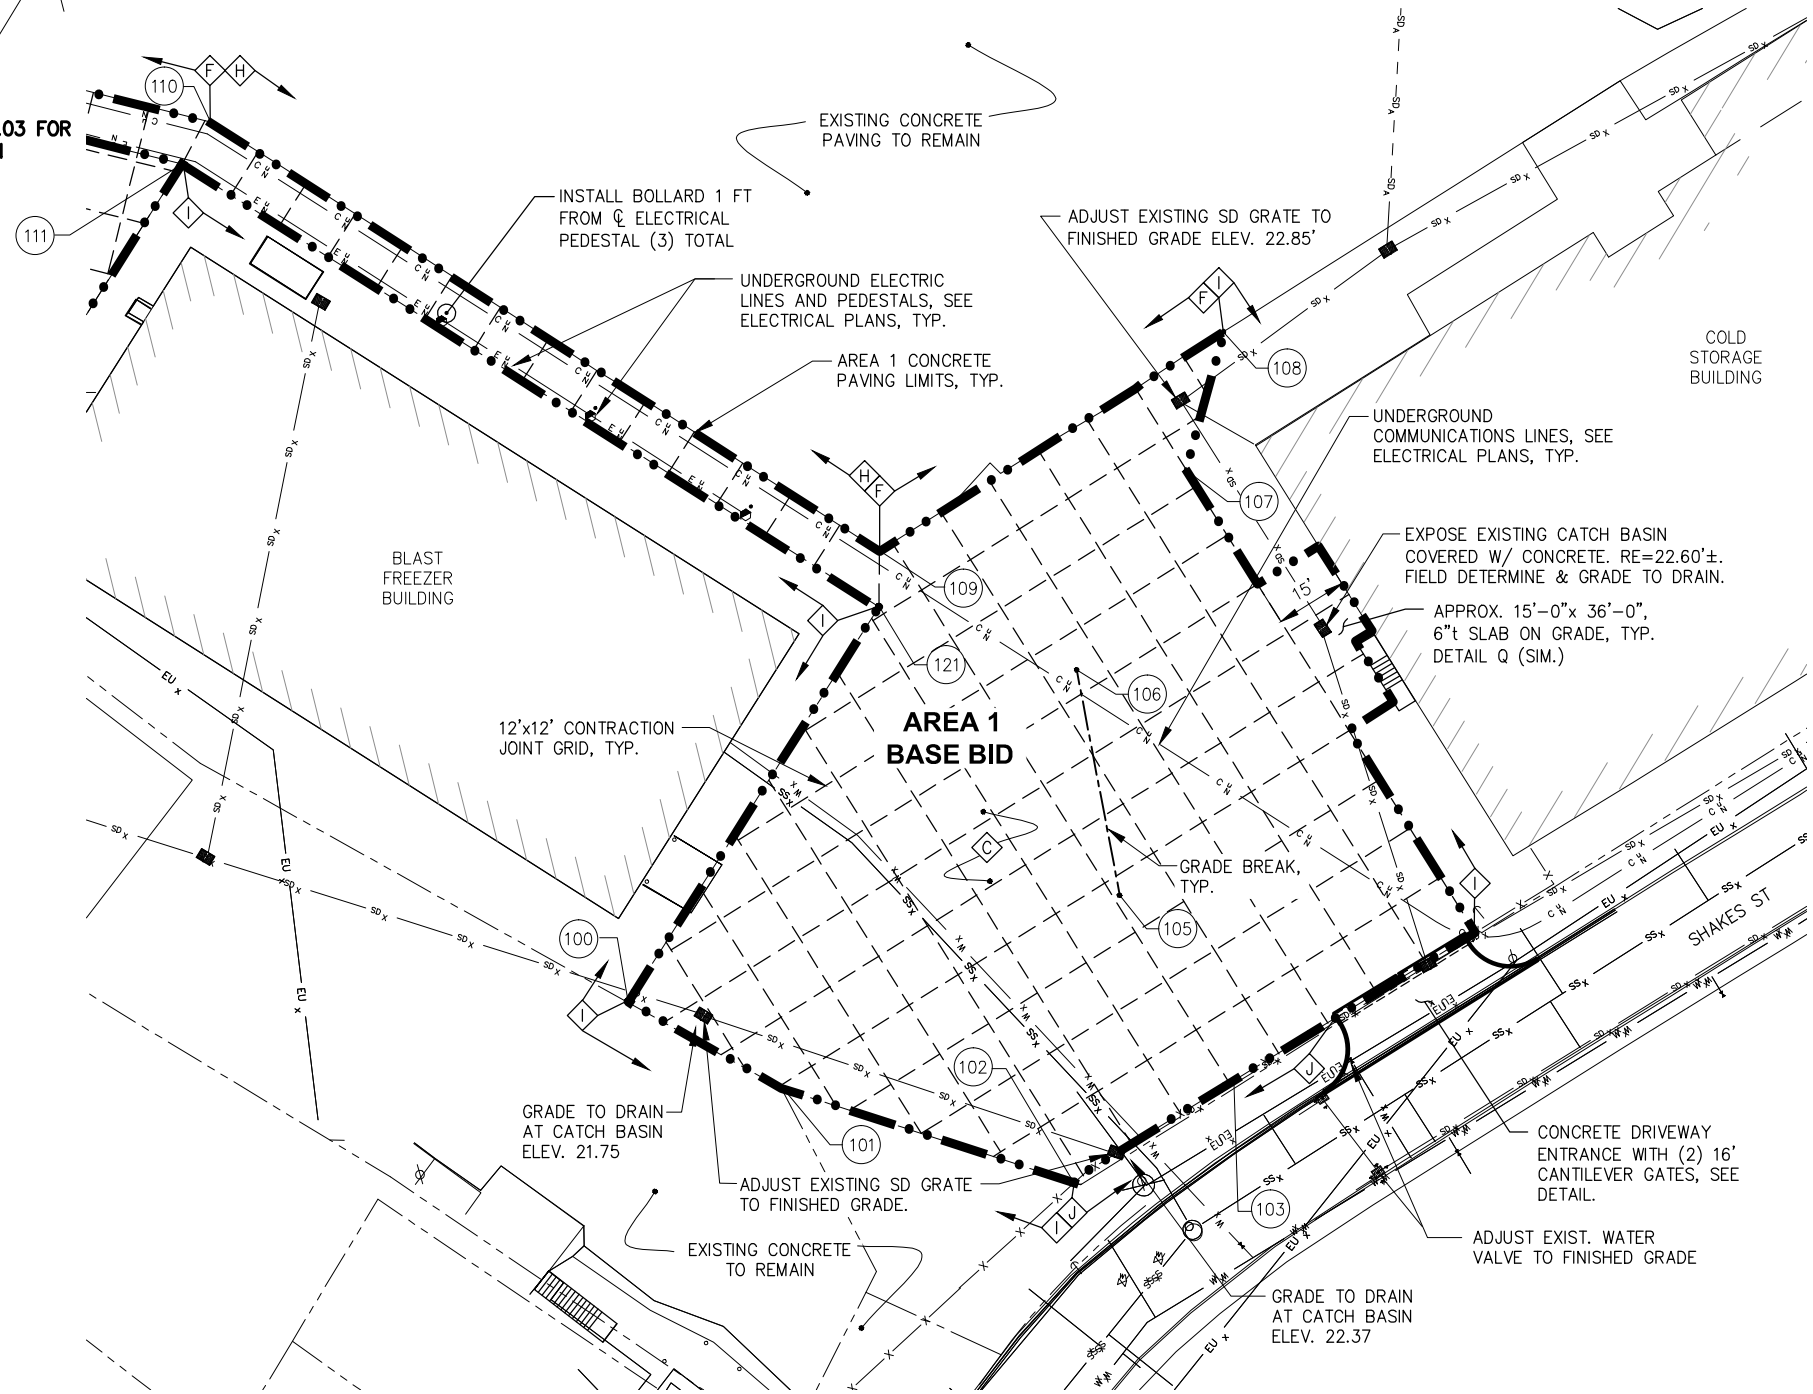 F H
110
.03 FOR
111
I
EXISTING CONCRETE
PAVING TO REMAIN
INSTALL BOLLARD 1 FT
FROM ℄ ELECTRICAL
PEDESTAL (3) TOTAL
ADJUST EXISTING SD GRATE TO
FINISHED GRADE ELEV. 22.85'
UNDERGROUND ELECTRIC
LINES AND PEDESTALS, SEE
ELECTRICAL PLANS, TYP.
F I
108
COLD
STORAGE
BUILDING
AREA 1 CONCRETE
PAVING LIMITS, TYP.
UNDERGROUND
COMMUNICATIONS LINES, SEE
ELECTRICAL PLANS, TYP.
H F
107
EXPOSE EXISTING CATCH BASIN
COVERED W/ CONCRETE. RE=22.60'±.
FIELD DETERMINE & GRADE TO DRAIN.
BLAST
FREEZER
BUILDING
109
15'
APPROX. 15'-0"x 36'-0",
6"t SLAB ON GRADE, TYP.
DETAIL Q (SIM.)
I
121
106
AREA 1
BASE BID
12'x12' CONTRACTION
JOINT GRID, TYP.
C
GRADE BREAK,
TYP.
I
100
105
SHAKES ST
I
102
J
GRADE TO DRAIN
AT CATCH BASIN
ELEV. 21.75
101
CONCRETE DRIVEWAY
ENTRANCE WITH (2) 16'
CANTILEVER GATES, SEE
DETAIL.
ADJUST EXISTING SD GRATE
TO FINISHED GRADE.
I J
103
EXISTING CONCRETE
TO REMAIN
ADJUST EXIST. WATER
VALVE TO FINISHED GRADE
GRADE TO DRAIN
AT CATCH BASIN
ELEV. 22.37